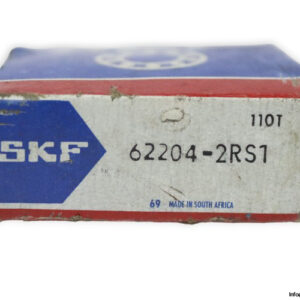 110T
SKF
62204-2RS1
69 - MADE IN SOUTH AFRICA